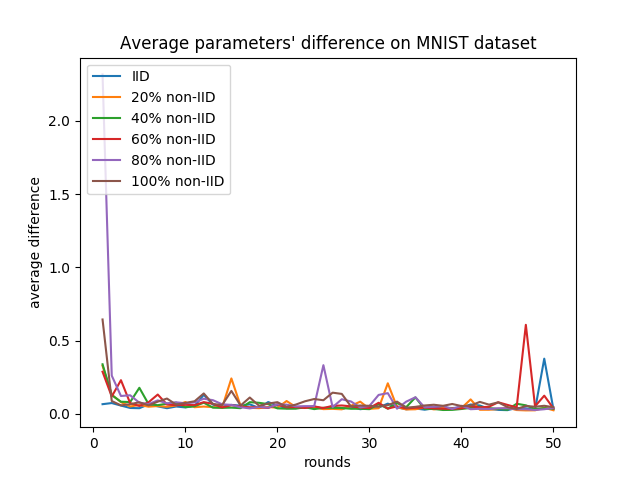 Average parameters' difference on MNIST dataset
IID
20% non-IID
40% non-IID
60% non-IID
80% non-IID
100% non-IID
average difference
2.0
1.5
1.0
0.5
0.0
0 10 20 30 40 50
rounds